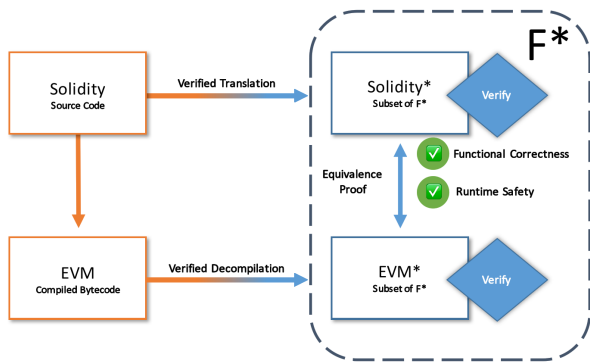 F*
Solidity
Source Code
Verified Translation
Solidity*
Subset of F*
Verify
Equivalence
Proof
Functional Correctness
Runtime Safety
EVM
Compiled Bytecode
Verified Decompilation
EVM*
Subset of F*
Verify